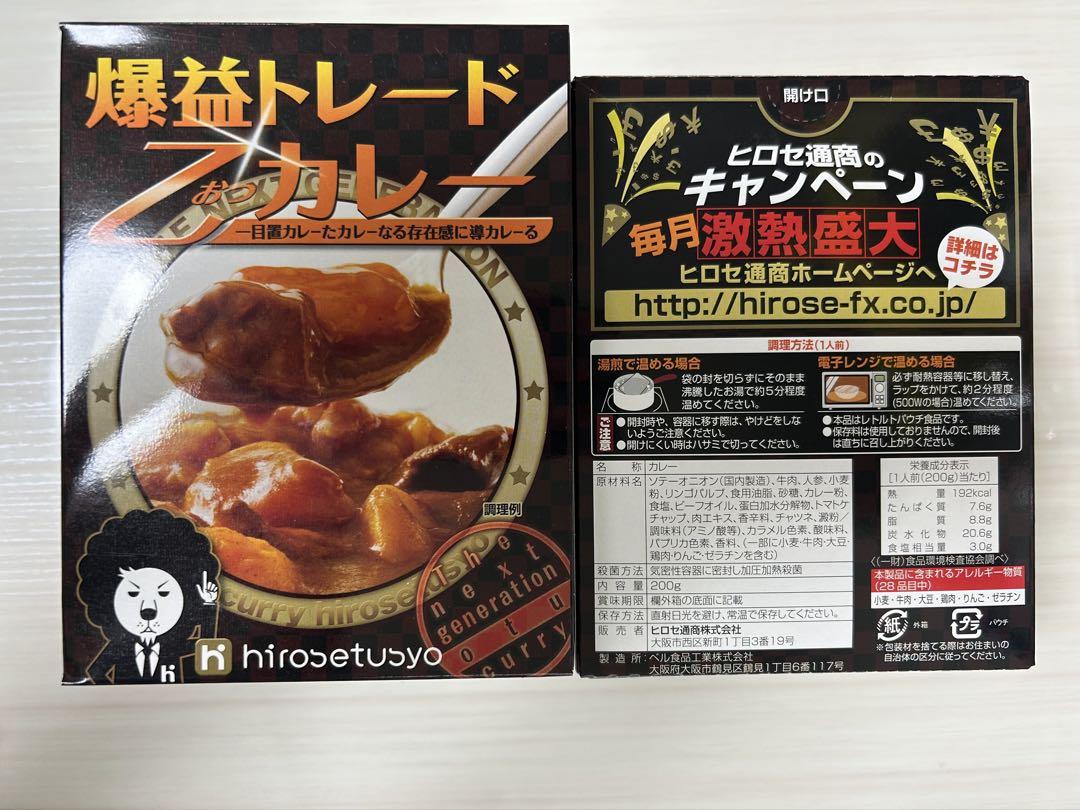 爆益トレード
乙カレー
おつ
一目置カレーたカレーなる存在感に導カレーる
調理例
curry hirose
The
next
generation
curry
hirosetusyo
開け口
ヒロセ通商の
キャンペーン
毎月激熱盛大
詳細は
コチラ
ヒロセ通商ホームページへ
http://hirose-fx.co.jp/
調理方法(1人前)
湯煎で温める場合
袋の封を切らずにそのまま
沸騰したお湯で約5分程度
温めてください。
電子レンジで温める場合
必ず耐熱容器等に移し替え、
ラップをかけて、約2分程度
(500Wの場合)温めてください。
ご注意
●開封時や、容器に移す際は、やけどをしな
いようご注意ください。
●開けにくい時はハサミで切ってください。
●本品はレトルトパウチ食品です。
●保存料は使用しておりませんので、開封後
は直ちに召し上がりください。
名称 カレー
原材料名 ソテーオニオン(国内製造)、牛肉、人参、小麦
粉、リンゴパルプ、食用油脂、砂糖、カレー粉、
食塩、ビーフオイル、蛋白加水分解物、トマトケ
チャップ、肉エキス、香辛料、チャツネ、澱粉/
調味料(アミノ酸等)、カラメル色素、酸味料、
パプリカ色素、香料、(一部に小麦・牛肉・大豆・
鶏肉・りんご・ゼラチンを含む)
殺菌方法 気密性容器に密封し加圧加熱殺菌
内容量 200g
賞味期限 欄外箱の底面に記載
保存方法 直射日光を避け、常温で保存してください。
販売者 ヒロセ通商株式会社
大阪市西区新町1丁目3番19号
製造所:ベル食品工業株式会社
大阪府大阪市鶴見区鶴見1丁目6番117号
栄養成分表示
[1人前(200g)当たり]
熱量 192kcal
たんぱく質 7.6g
脂質 8.8g
炭水化物 20.6g
食塩相当量 3.0g
〈(一財)食品環境検査協会調べ〉
本製品に含まれるアレルギー物質
(28品目中)
小麦・牛肉・大豆・鶏肉・りんご・ゼラチン
紙 外箱
プラ パウチ
※包装材を捨てる際はお住まいの
自治体の区分に従ってください。